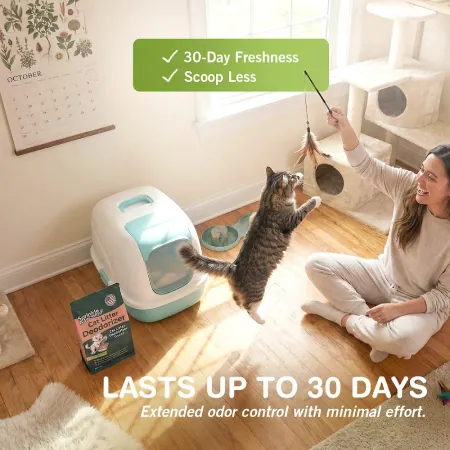 OCTOBER
✓ 30-Day Freshness
✓ Scoop Less
Cat Litter
Deodorizer
LASTS UP TO 30 DAYS
Extended odor control with minimal effort.